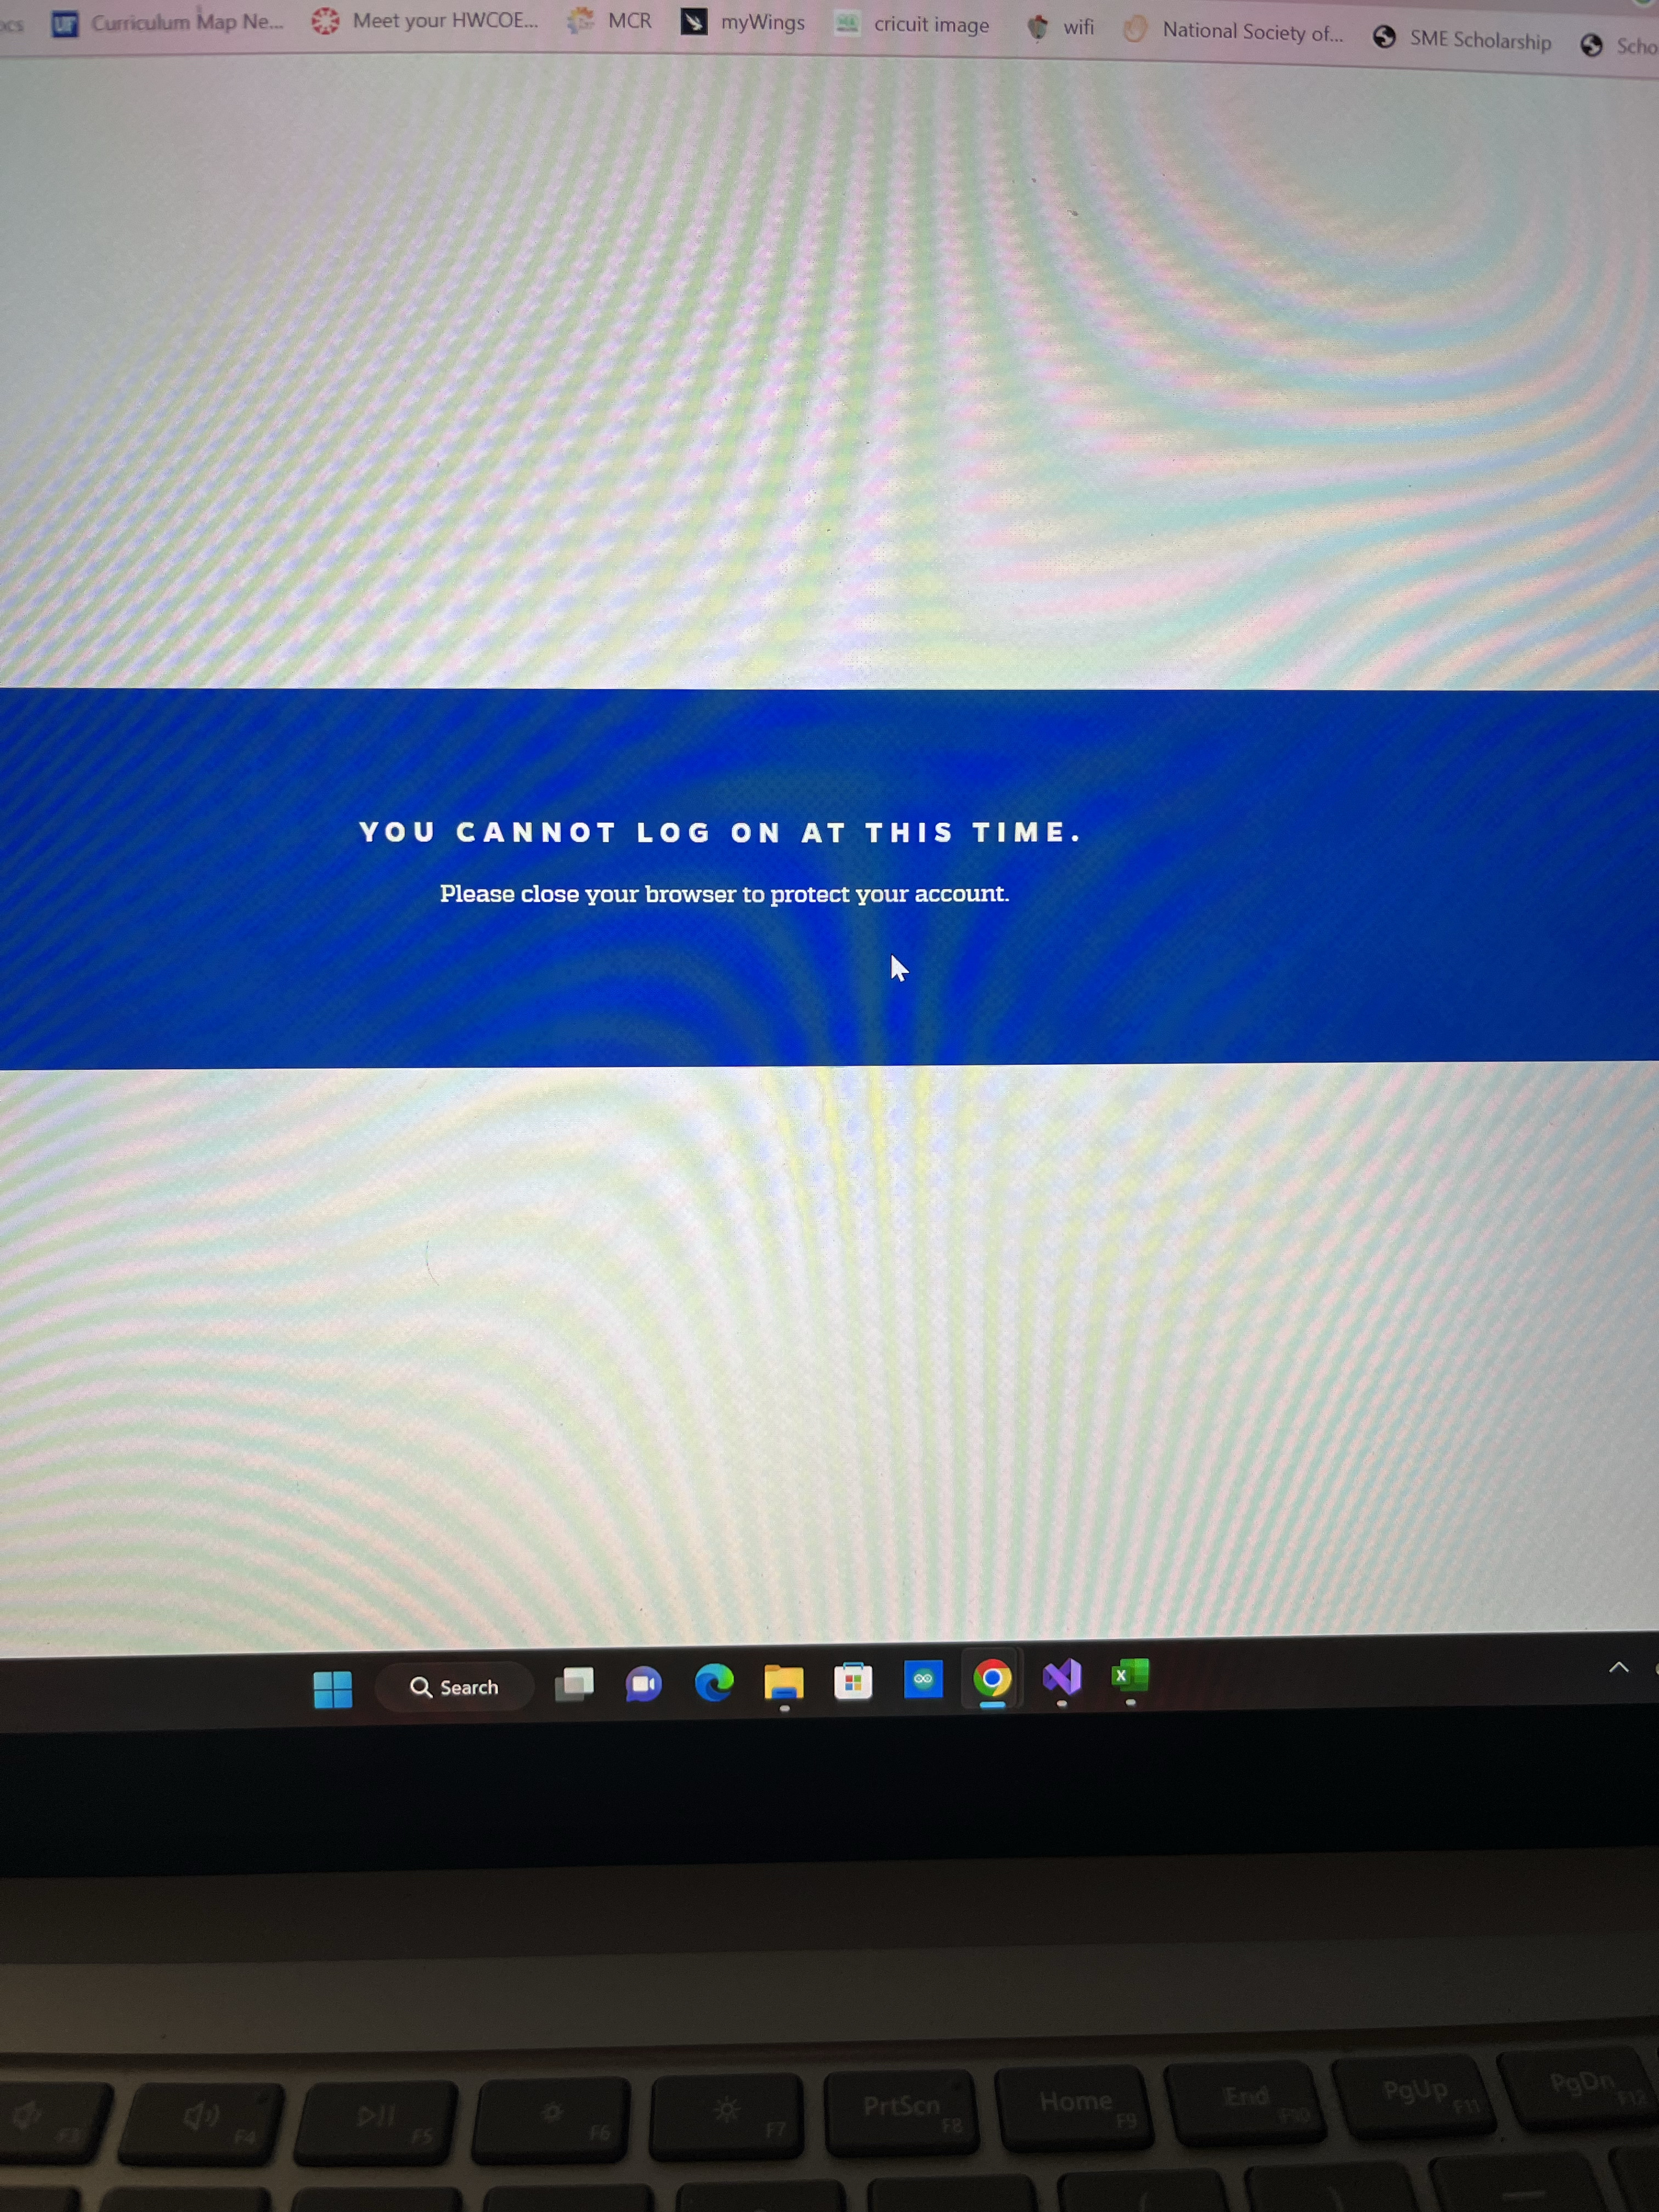 ocs UF Curriculum Map Ne... Meet your HWCOE... MCR myWings cricuit image wifi National Society of... SME Scholarship Scho
YOU CANNOT LOG ON AT THIS TIME.
Please close your browser to protect your account.
Search
F3 F4 F5 F6 F7 PrtScn F8 Home F9 End F10 PgUp F11 PgDn F12